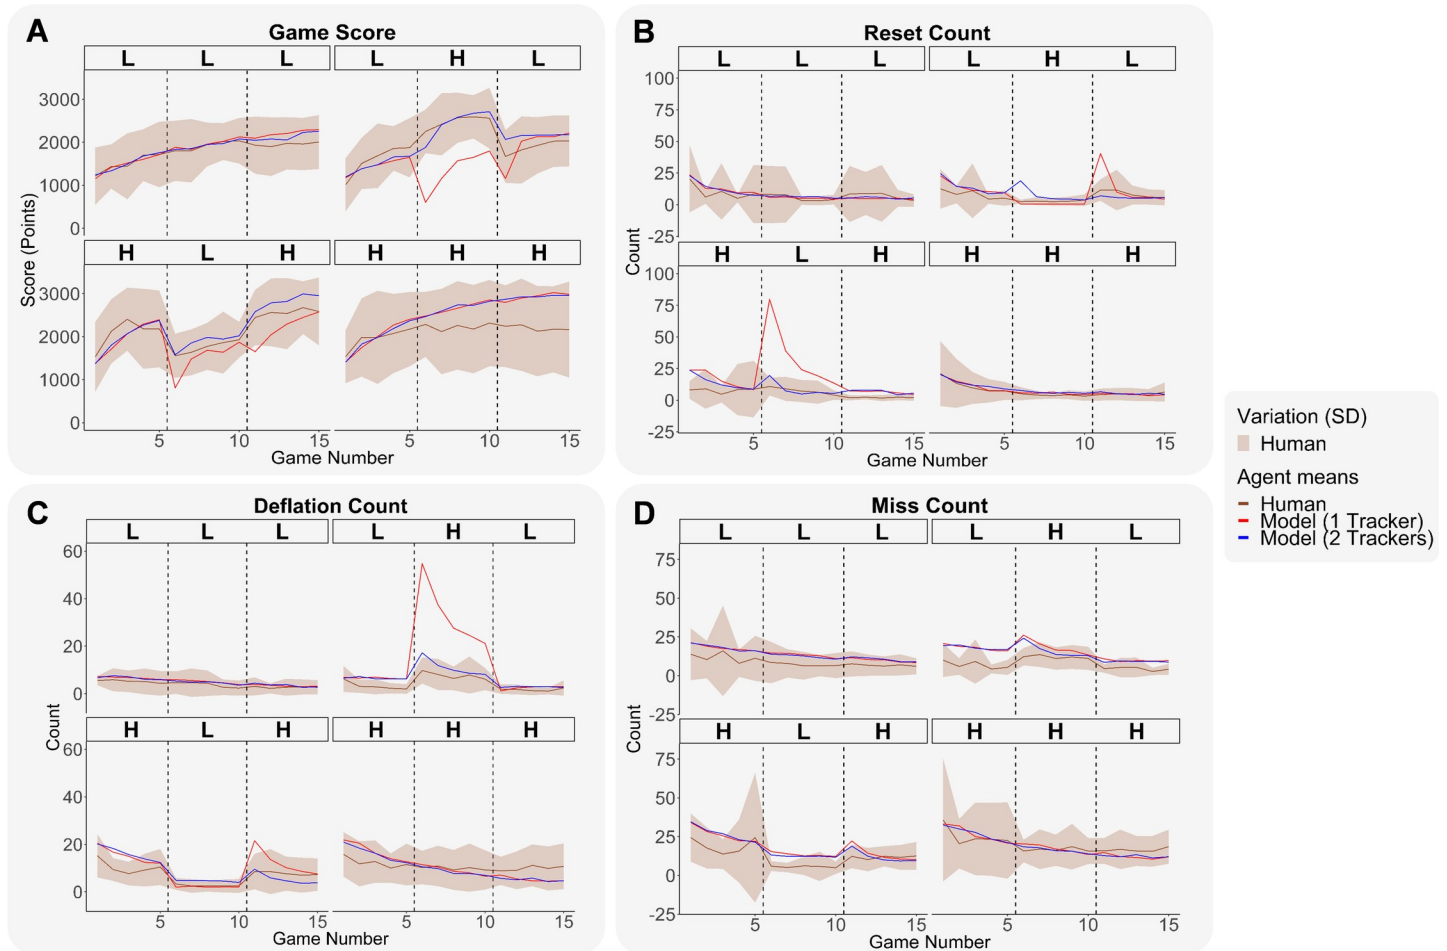 A
Game Score
L L L
L H L
3000
2000
1000
0
H L H
H H H
3000
2000
1000
0
Score (Points)
5 10 15
5 10 15
Game Number
B
Reset Count
L L L
L H L
100
75
50
25
0
-25
H L H
H H H
100
75
50
25
0
-25
Count
5 10 15
5 10 15
Game Number
C
Deflation Count
L L L
L H L
60
40
20
0
H L H
H H H
60
40
20
0
Count
5 10 15
5 10 15
Game Number
D
Miss Count
L L L
L H L
75
50
25
0
-25
H L H
H H H
75
50
25
0
-25
Count
5 10 15
5 10 15
Game Number
Variation (SD)
Human
Agent means
Human
Model (1 Tracker)
Model (2 Trackers)